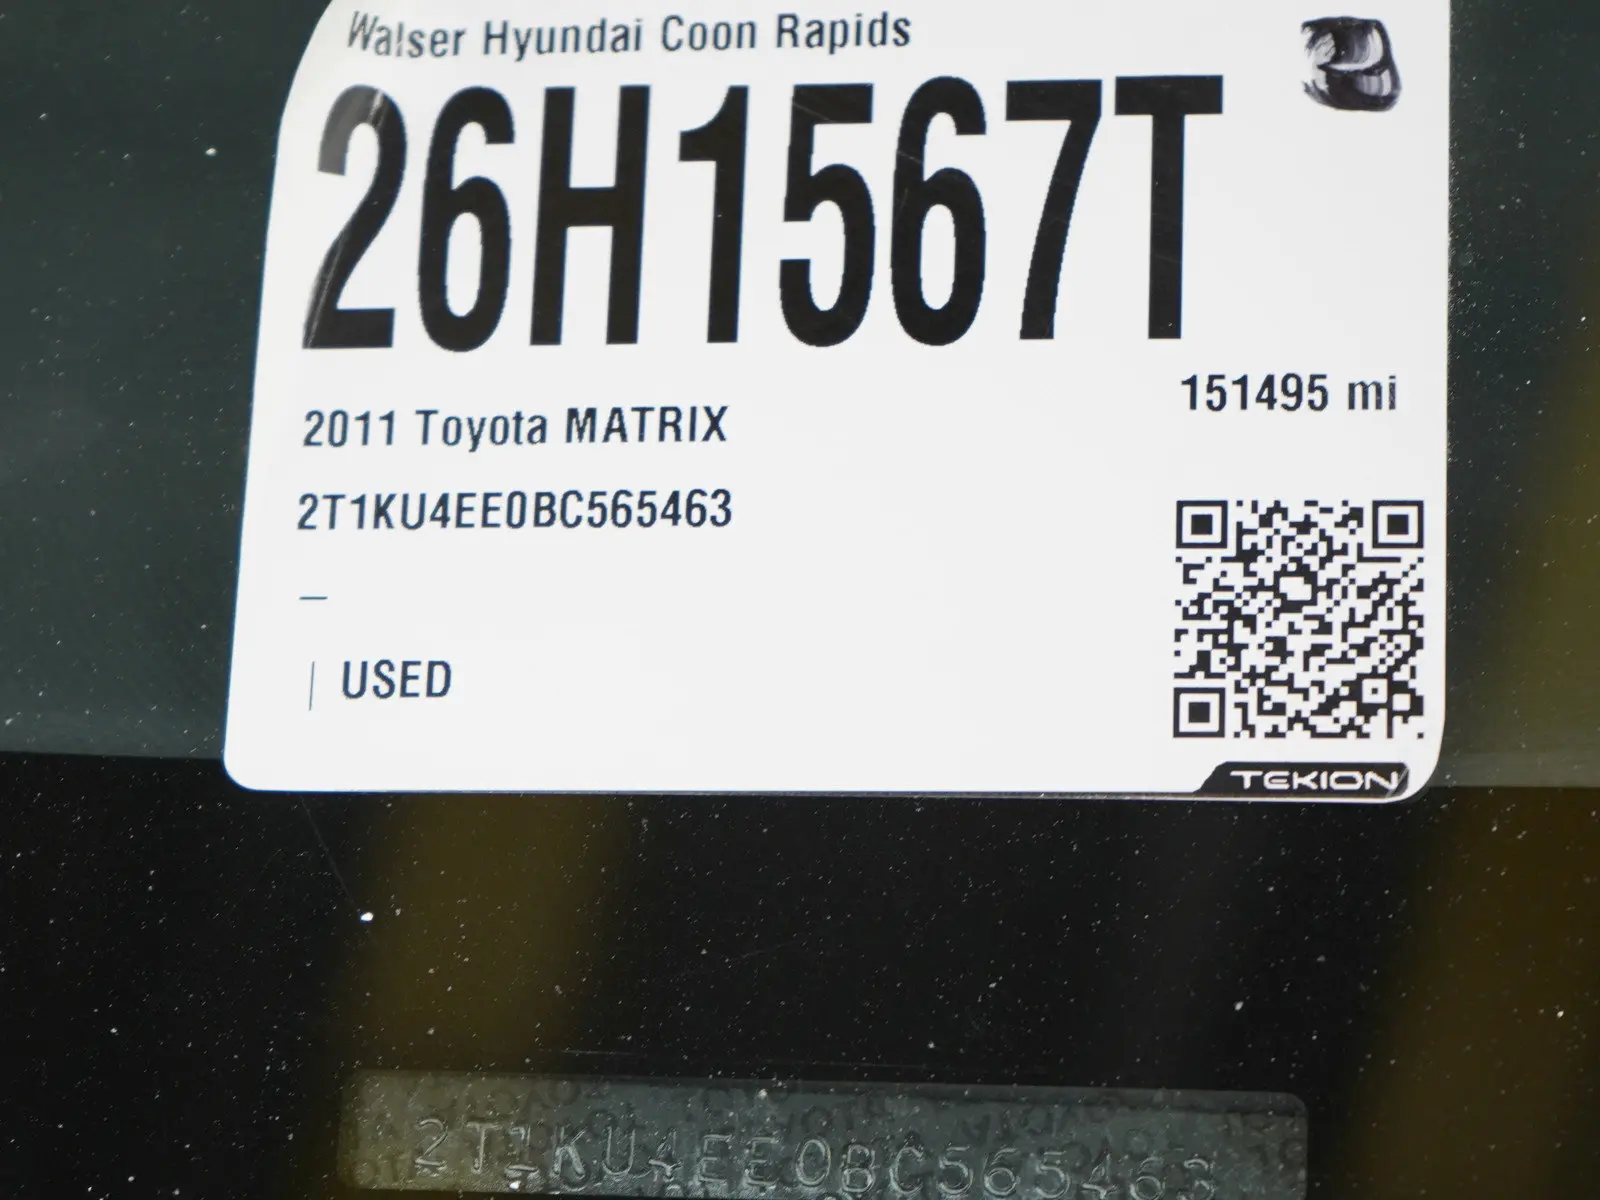 Walser Hyundai Coon Rapids
26H1567T
151495 mi
2011 Toyota MATRIX
2T1KU4EE0BC565463
–
| USED
TEKION
2T1KU4EE0BC565463